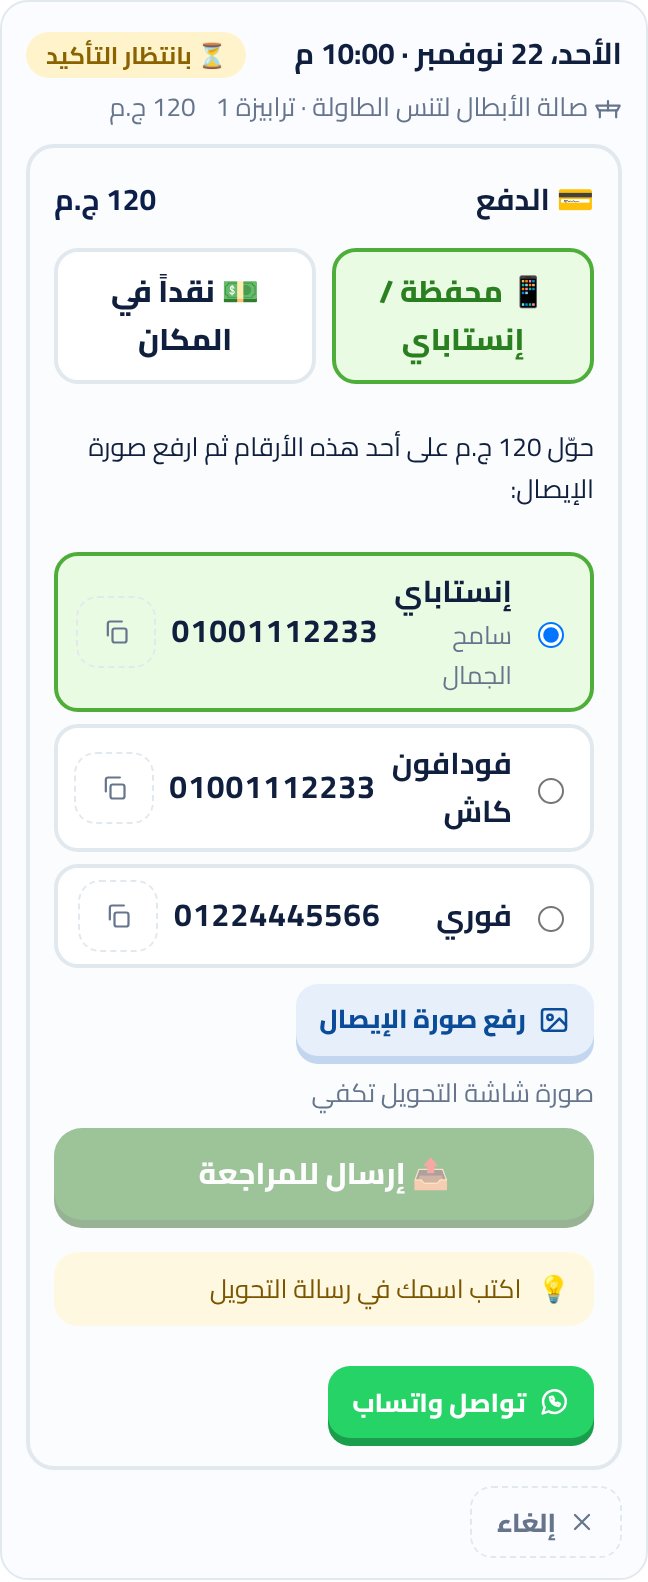 الأحد، 22 نوفمبر · 10:00 م
⏳ بانتظار التأكيد
صالة الأبطال لتنس الطاولة · ترابيزة 1 120 ج.م
💳 الدفع
120 ج.م
📱 محفظة /
إنستاباي
💵 نقداً في
المكان
حوّل 120 ج.م على أحد هذه الأرقام ثم ارفع صورة
الإيصال:
إنستاباي
سامح
الجمال
01001112233
فودافون
كاش
01001112233
فوري
01224445566
رفع صورة الإيصال
صورة شاشة التحويل تكفي
📤 إرسال للمراجعة
💡 اكتب اسمك في رسالة التحويل
تواصل واتساب
إلغاء